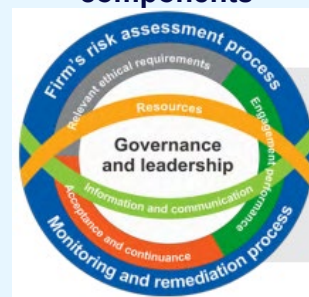 components
Firm's risk assessment process
Relevant ethical requirements
Resources
Engagement performance
Governance
and leadership
Information and communication
Acceptance and continuance
Monitoring and remediation process